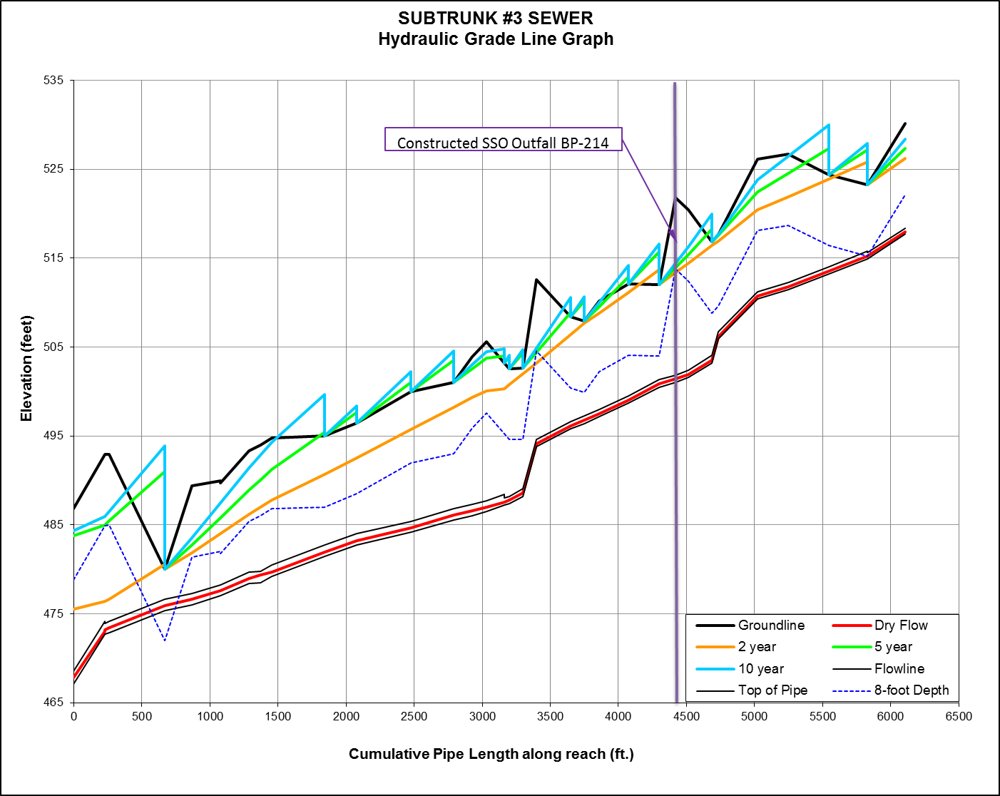 SUBTRUNK #3 SEWER
Hydraulic Grade Line Graph
535
525
515
505
495
485
475
465
Elevation (feet)
Constructed SSO Outfall BP-214
Groundline
Dry Flow
2 year
5 year
10 year
Flowline
Top of Pipe
8-foot Depth
0 500 1000 1500 2000 2500 3000 3500 4000 4500 5000 5500 6000 6500
Cumulative Pipe Length along reach (ft.)